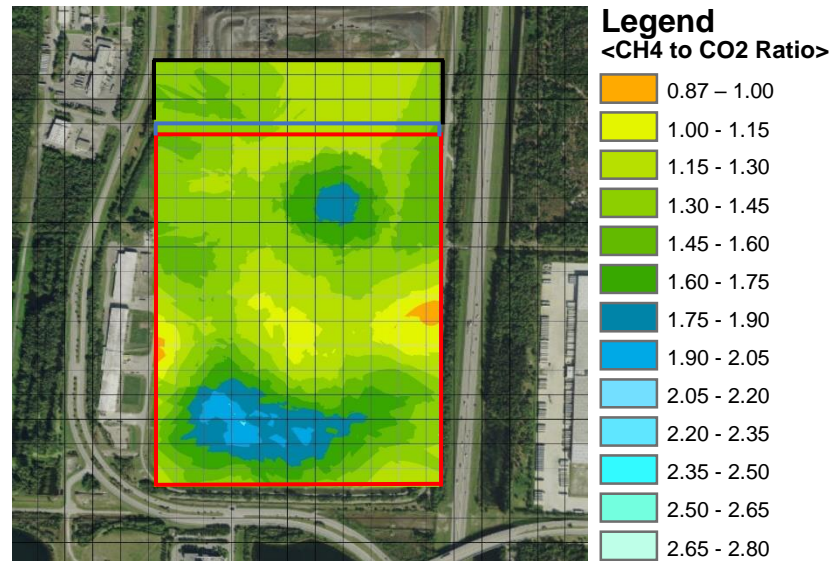 Legend
<CH4 to CO2 Ratio>
0.87 – 1.00
1.00 - 1.15
1.15 - 1.30
1.30 - 1.45
1.45 - 1.60
1.60 - 1.75
1.75 - 1.90
1.90 - 2.05
2.05 - 2.20
2.20 - 2.35
2.35 - 2.50
2.50 - 2.65
2.65 - 2.80